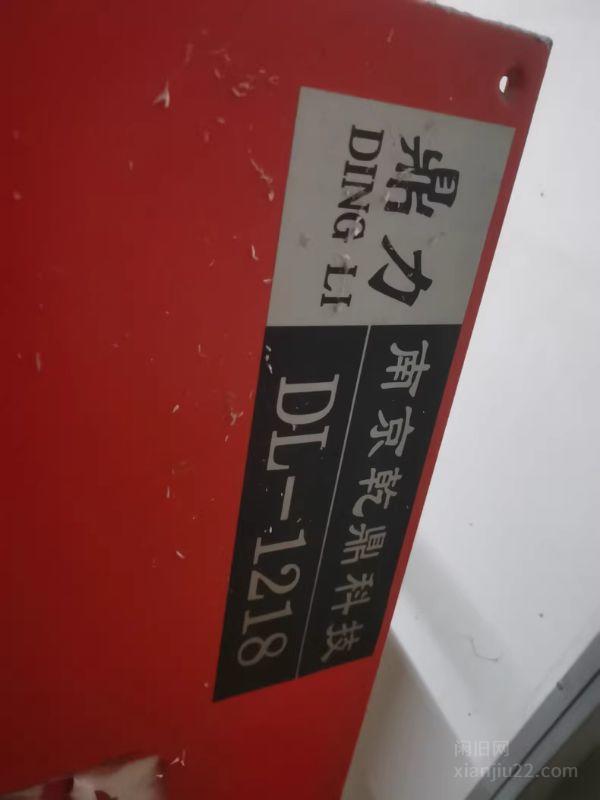 鼎力
DING LI
南京乾鼎科技
DL-1218
闲旧网
xianjiu22.com